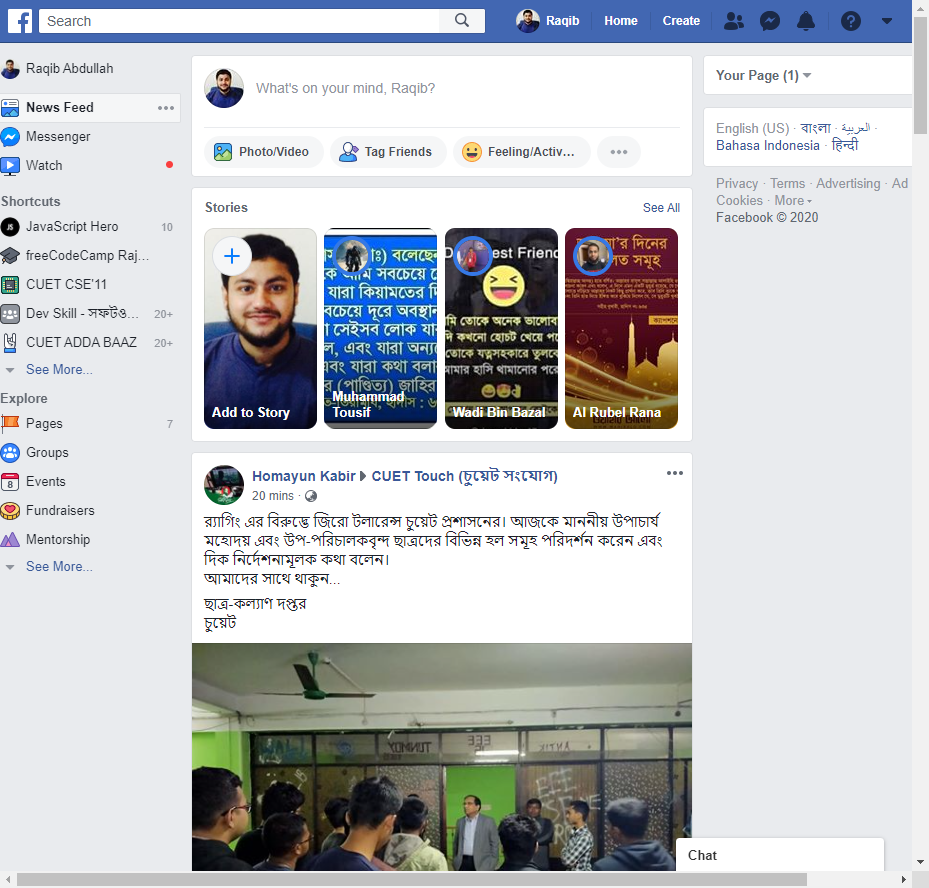 Search
Raqib
Home
Create
Raqib Abdullah
News Feed
Messenger
Watch
Shortcuts
JavaScript Hero 10
freeCodeCamp Raj...
CUET CSE'11
Dev Skill - সফটও... 20+
CUET ADDA BAAZ 20+
See More...
Explore
Pages 7
Groups
Events
Fundraisers
Mentorship
See More...
What's on your mind, Raqib?
Photo/Video
Tag Friends
Feeling/Activ...
Stories
See All
Add to Story
Muhammad
Tousif
Wadi Bin Bazal
Al Rubel Rana
Homayun Kabir CUET Touch (চুয়েট সংযোগ)
20 mins ·
র‍্যাগিং এর বিরুদ্ভে জিরো টলারেন্স চুয়েট প্রশাসনের। আজকে মাননীয় উপাচার্য
মহোদয় এবং উপ-পরিচালকবৃন্দ ছাত্রদের বিভিন্ন হল সমূহ পরিদর্শন করেন এবং
দিক নির্দেশনামূলক কথা বলেন।
আমাদের সাথে থাকুন...
ছাত্র-কল্যাণ দপ্তর
চুয়েট
EEE
Your Page (1)
English (US) · বাংলা · العربية ·
Bahasa Indonesia · हिन्दी
Privacy · Terms · Advertising · Ad
Cookies · More
Facebook © 2020
Chat